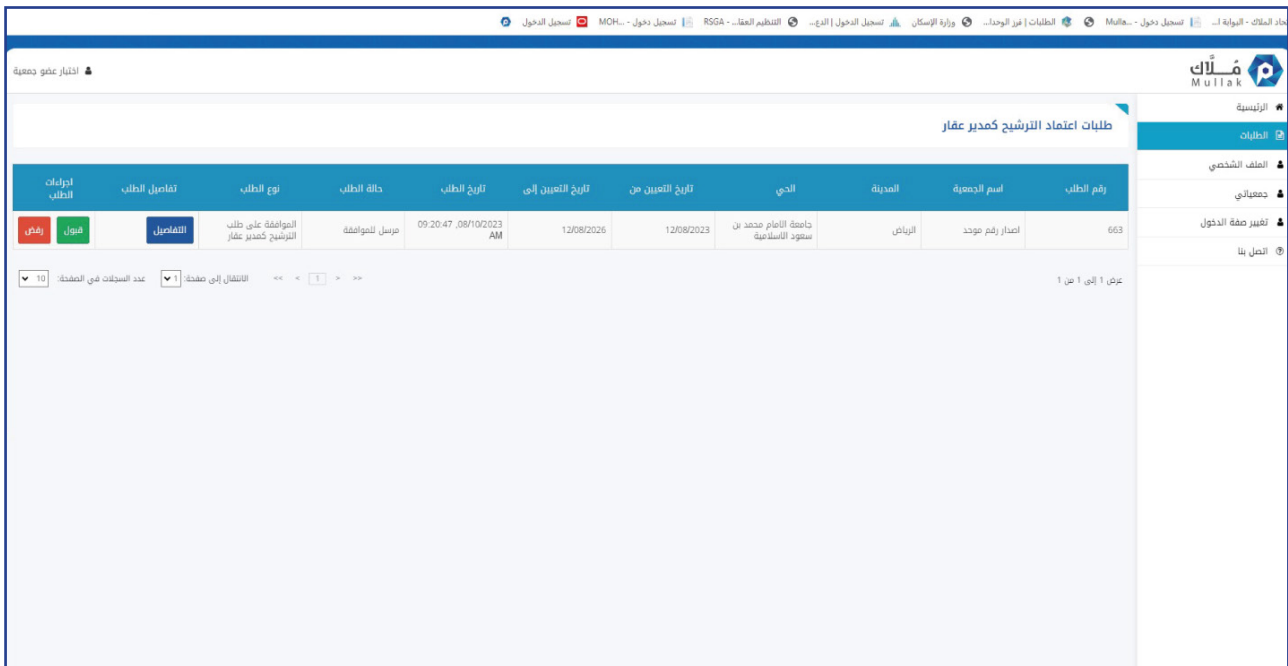 حاد الملاك - البوابة ا... تسجيل دخول - ...Mulla الطلبات | فرز الوحدا... وزارة الإسكان تسجيل الدخول | الدع... التنظيم العقا... - RSGA تسجيل دخول - ...MOH تسجيل الدخول
مُلّاك
Mullak
اختبار عضو جمعية
الرئيسية
الطلبات
الملف الشخصي
جمعياتي
تغيير صفة الدخول
اتصل بنا
طلبات اعتماد الترشيح كمدير عقار
رقم الطلب اسم الجمعية المدينة الحي تاريخ التعيين من تاريخ التعيين إلى تاريخ الطلب حالة الطلب نوع الطلب تفاصيل الطلب اجراءات
الطلب
663 اصدار رقم موحد الرياض جامعة الامام محمد بن 12/08/2023 12/08/2026 08/10/2023, 09:20:47 مرسل للموافقة الموافقة على طلب التفاصيل قبول رفض
سعود الاسلامية AM الترشيح كمدير عقار
عرض 1 إلى 1 من 1 << < 1 > >> الانتقال إلى صفحة: 1 عدد السجلات في الصفحة: 10